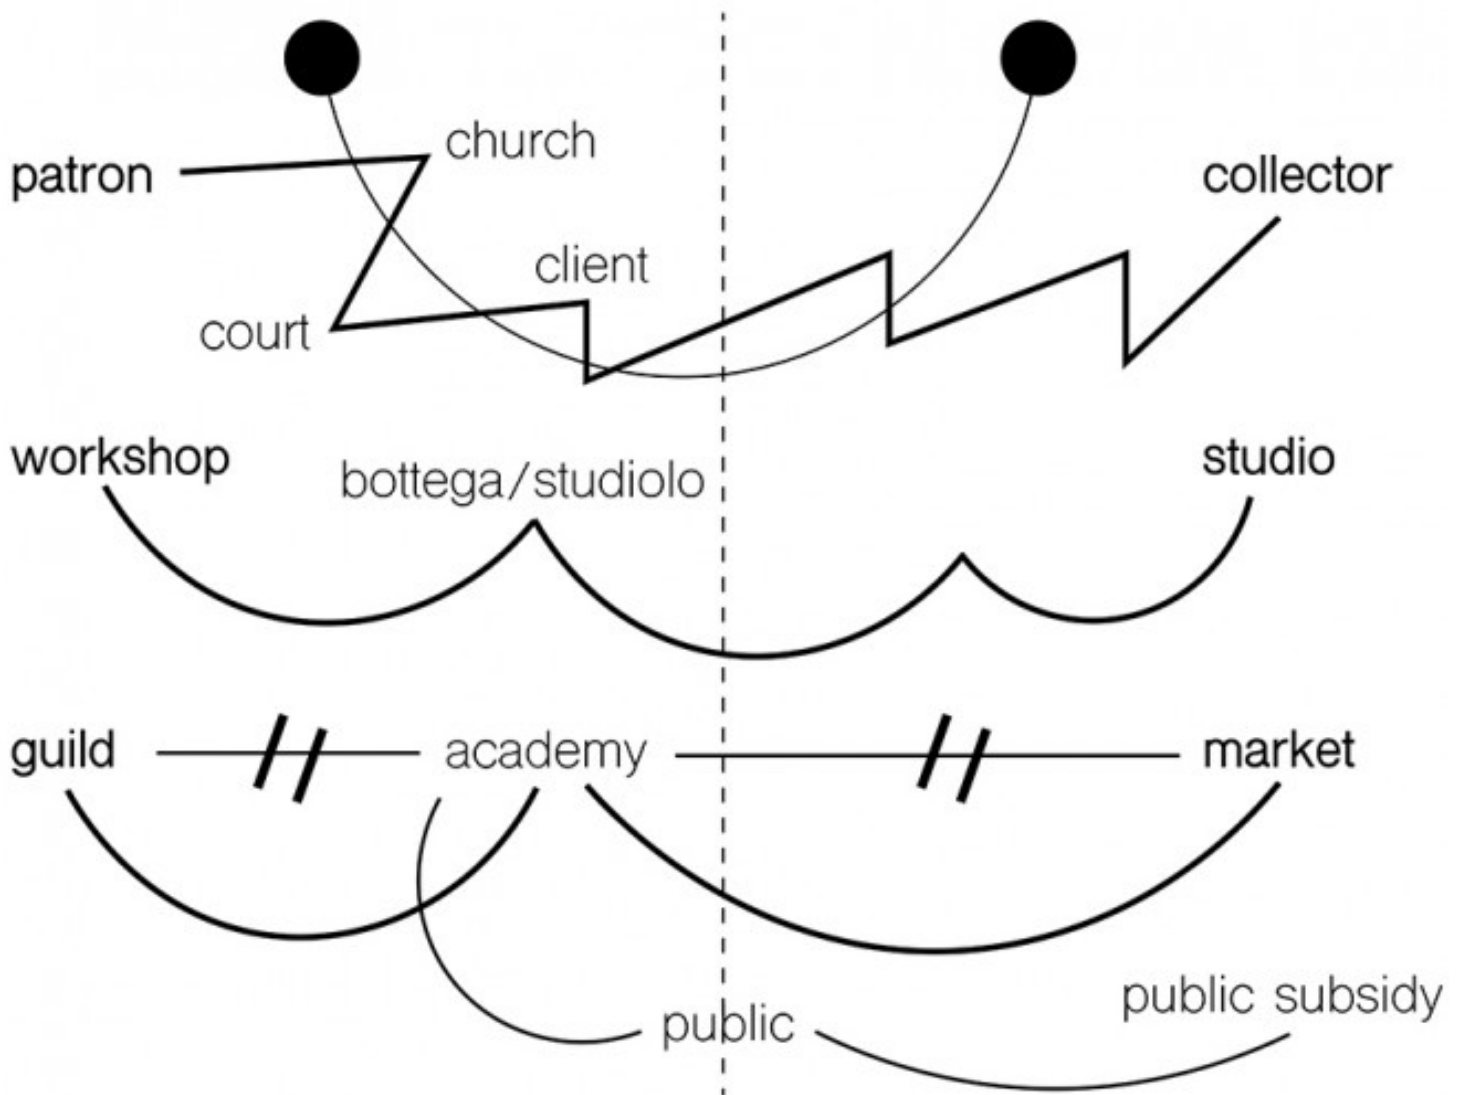 church
patron
collector
client
court
workshop
bottega/studiolo
studio
guild
academy
market
public subsidy
public